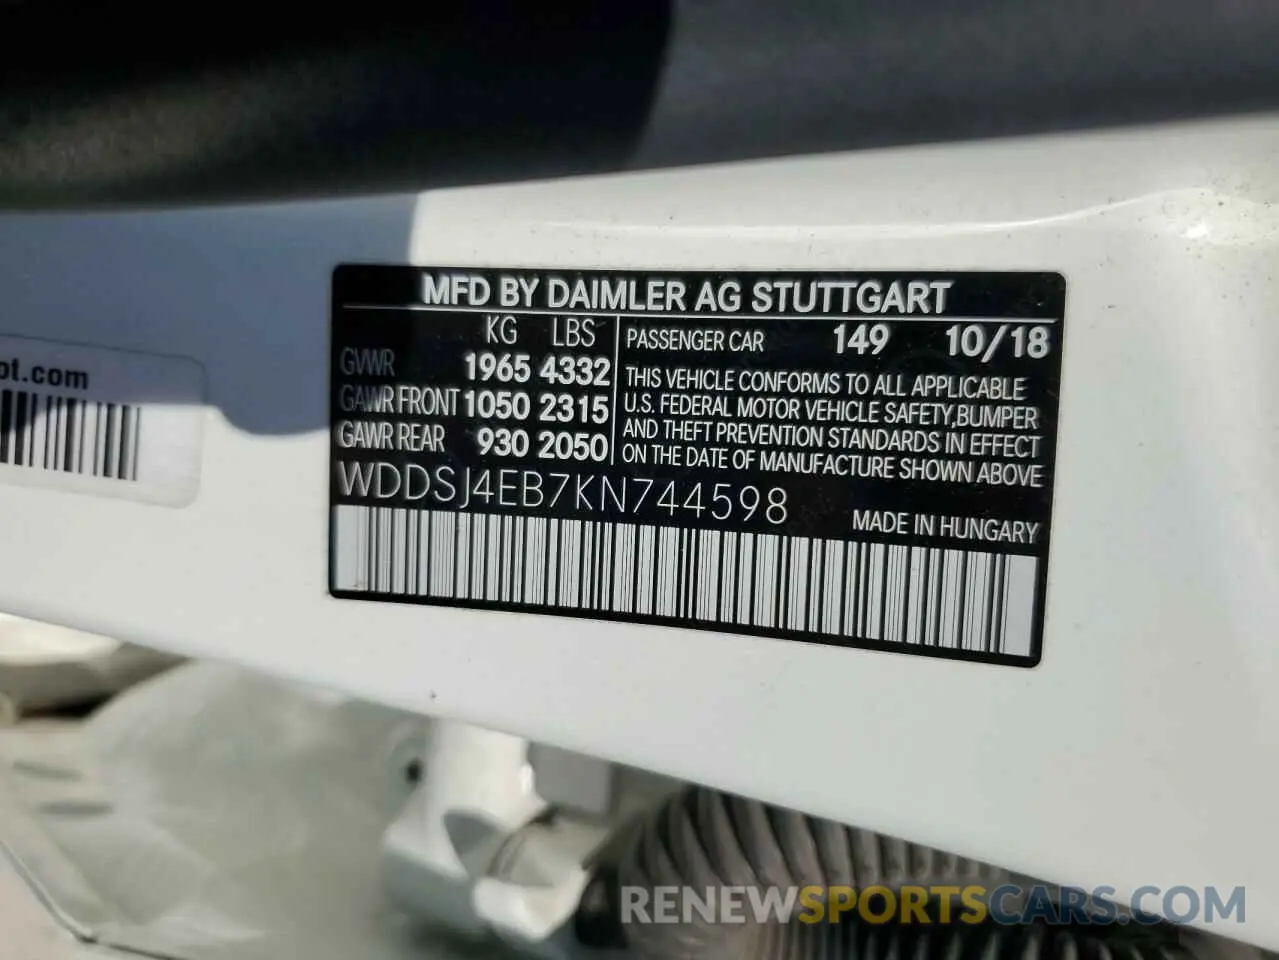 MFD BY DAIMLER AG STUTTGART
KG LBS
GVWR 1965 4332
GAWR FRONT 1050 2315
GAWR REAR 930 2050
PASSENGER CAR 149 10/18
THIS VEHICLE CONFORMS TO ALL APPLICABLE
U.S. FEDERAL MOTOR VEHICLE SAFETY,BUMPER
AND THEFT PREVENTION STANDARDS IN EFFECT
ON THE DATE OF MANUFACTURE SHOWN ABOVE
WDDSJ4EB7KN744598
MADE IN HUNGARY
pt.com
RENEWSPORTSCARS.COM